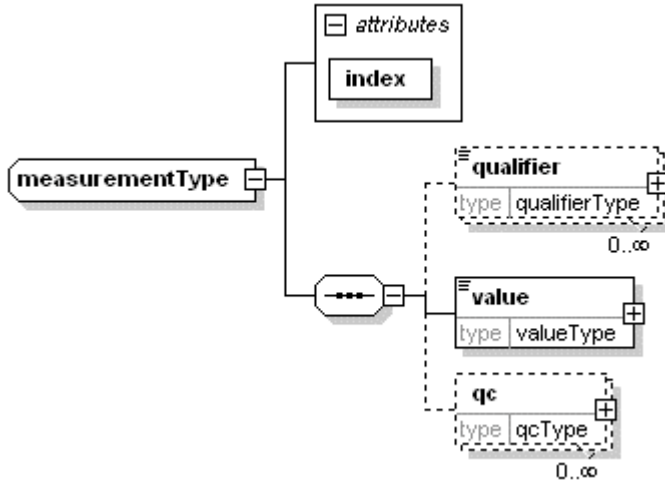 attributes
index
measurementType
qualifier
type qualifierType
0..∞
value
type valueType
qc
type qcType
0..∞